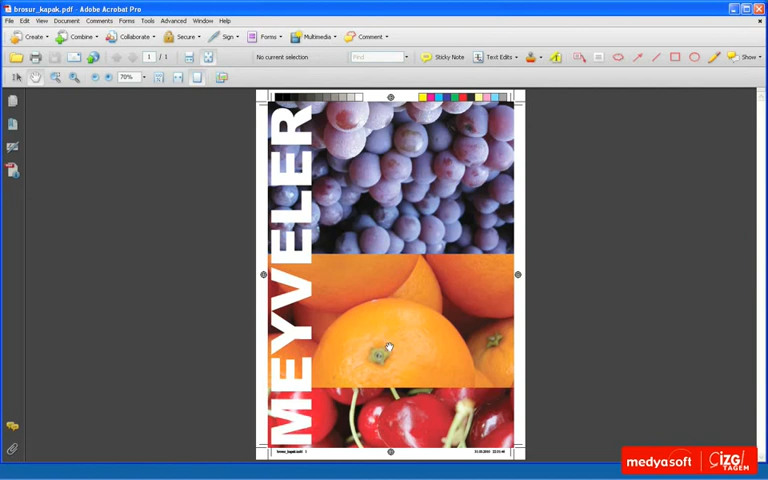 brosur_kapak.pdf - Adobe Acrobat Pro
File Edit View Document Comments Forms Tools Advanced Window Help
Create Combine Collaborate Secure Sign Forms Multimedia Comment
1 / 1 No current selection Find Sticky Note Text Edits Show
70%
MEYVELER
medyasoft
ÇİZGİ
TAGEM